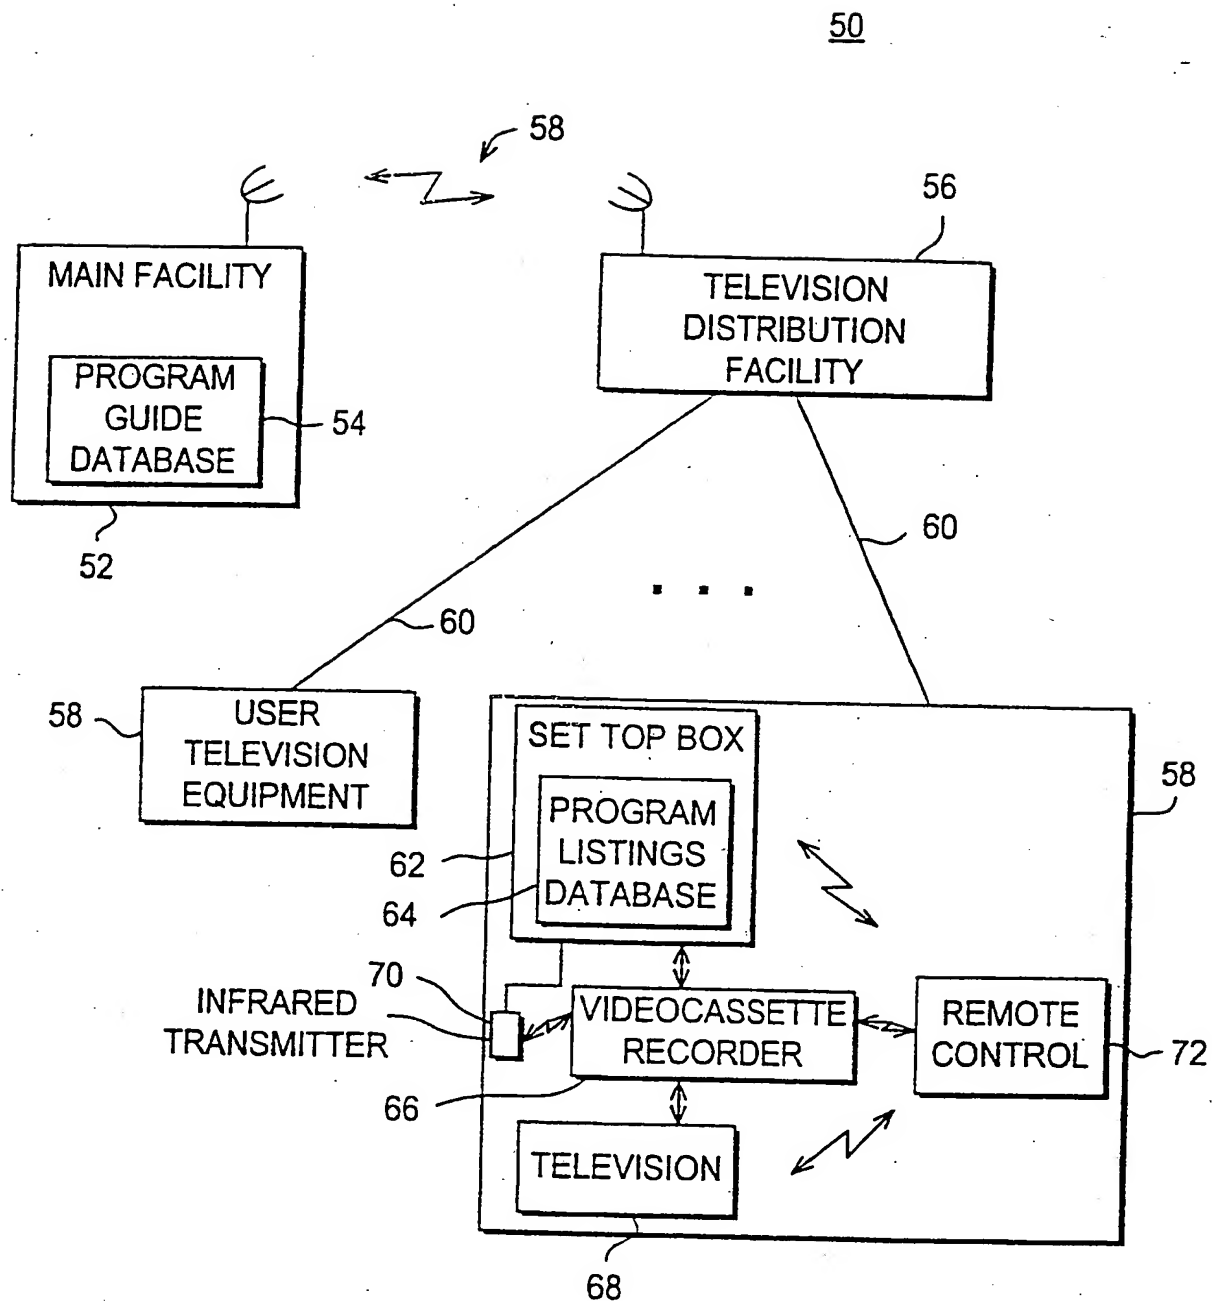 50
58
56
MAIN FACILITY
TELEVISION
DISTRIBUTION
FACILITY
PROGRAM
GUIDE
DATABASE
54
52
60
60
58
USER
TELEVISION
EQUIPMENT
SET TOP BOX
58
PROGRAM
LISTINGS
DATABASE
62
64
70
INFRARED
TRANSMITTER
VIDEOCASSETTE
RECORDER
REMOTE
CONTROL
72
66
TELEVISION
68